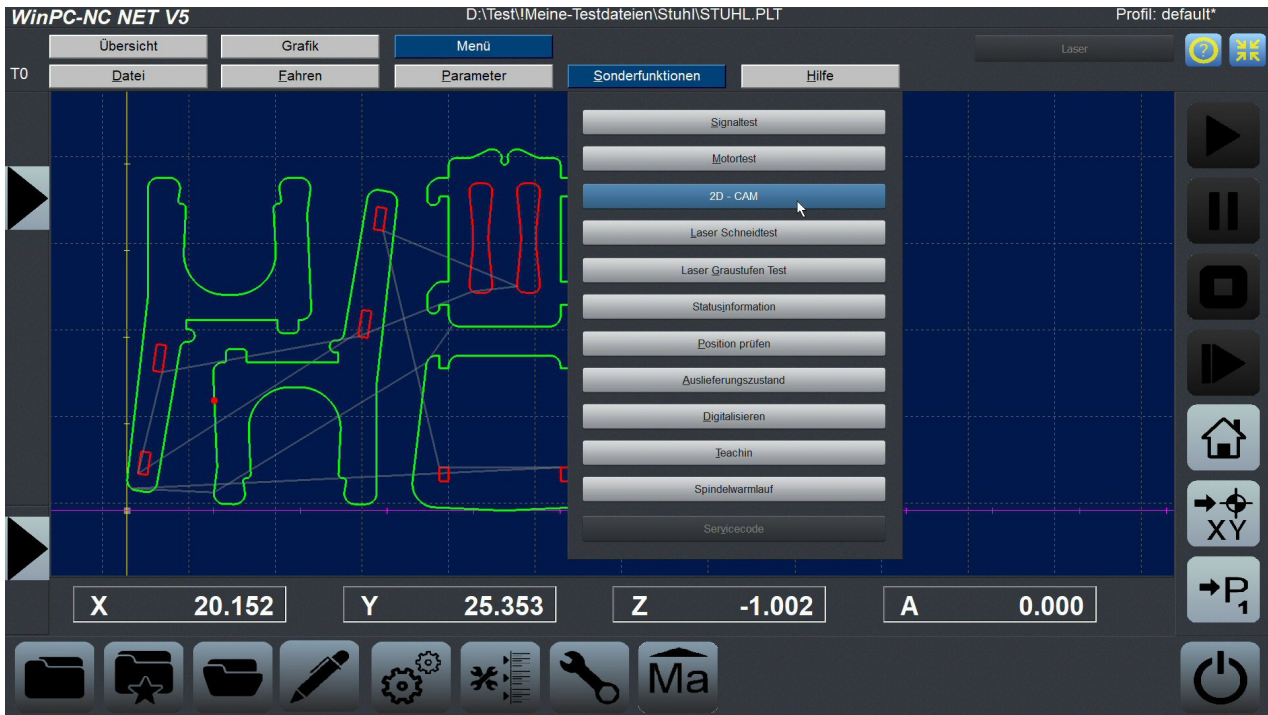 WinPC-NC NET V5 D:\Test\!Meine-Testdateien\Stuhl\STUHL.PLT Profil: default*
Übersicht Grafik Menü Laser ?
T0 Datei Fahren Parameter Sonderfunktionen Hilfe
Signaltest
Motortest
2D - CAM
Laser Schneidtest
Laser Graustufen Test
Statusinformation
Position prüfen
Auslieferungszustand
Digitalisieren
Teachin
Spindelwarmlauf
Servicecode
XY
P1
X 20.152 Y 25.353 Z -1.002 A 0.000
Ma